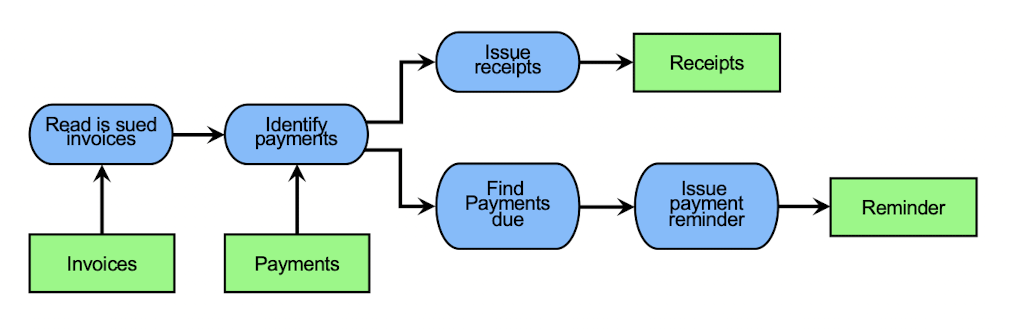 Issue
receipts
Receipts
Read is sued
invoices
Identify
payments
Find
Payments
due
Issue
payment
reminder
Reminder
Invoices
Payments